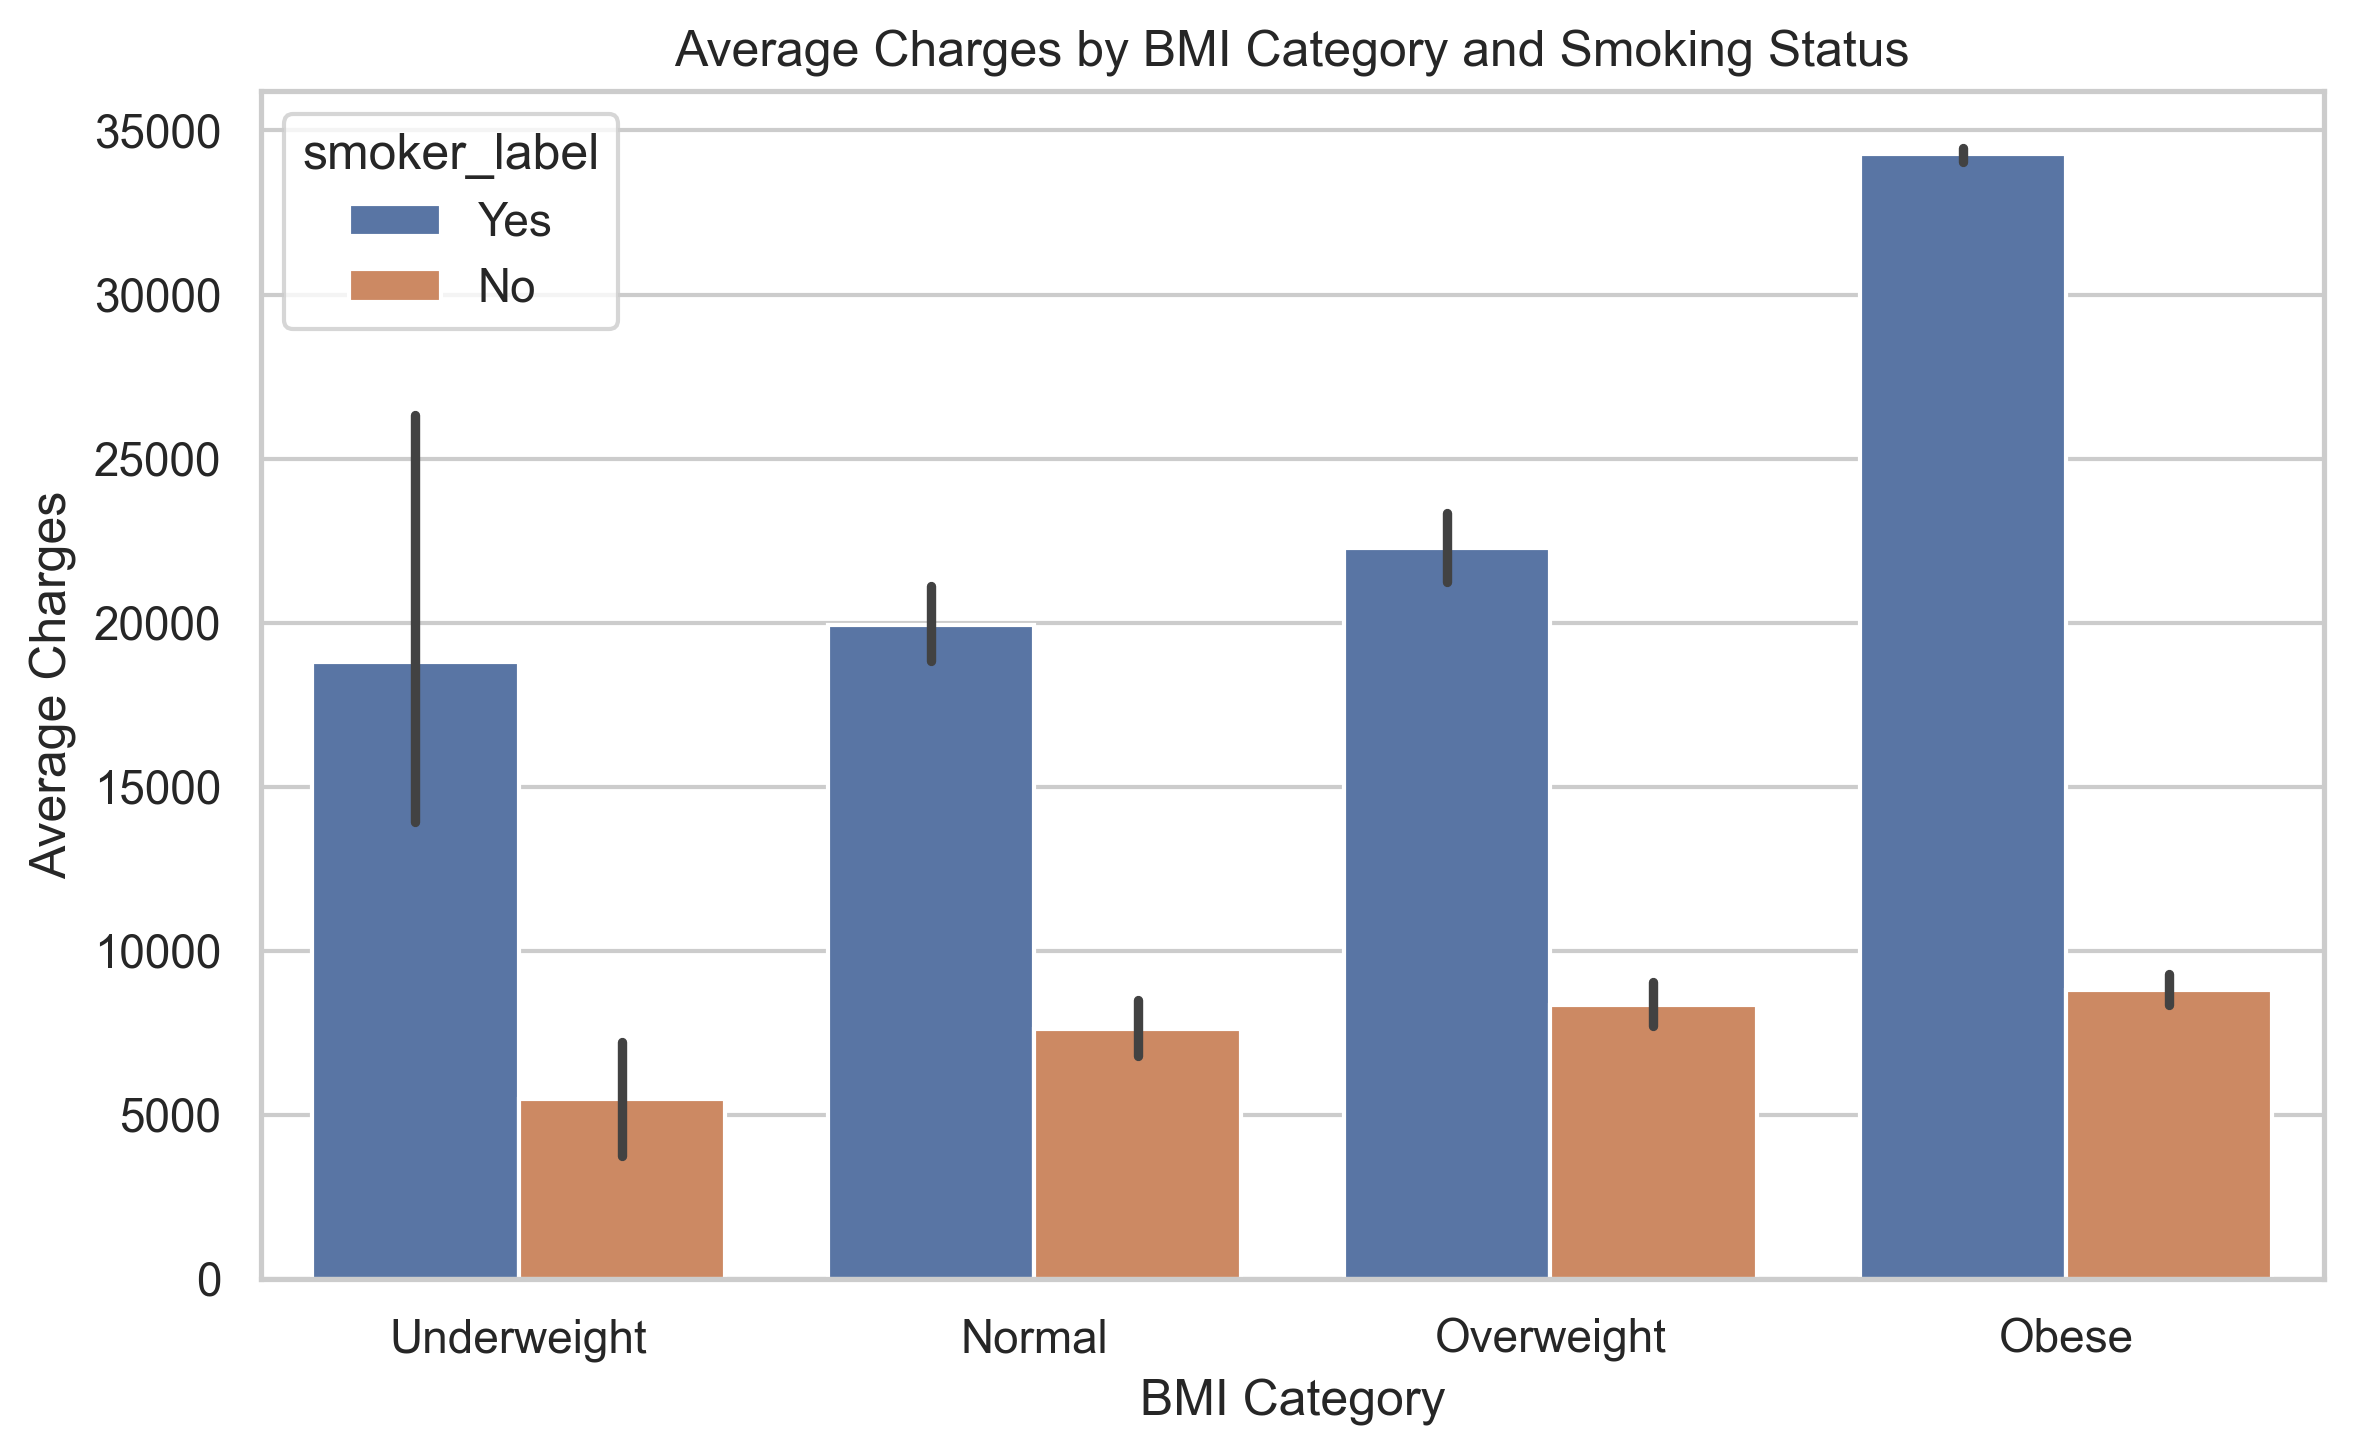 Average Charges by BMI Category and Smoking Status
smoker_label
Yes
No
Average Charges
35000
30000
25000
20000
15000
10000
5000
0
Underweight
Normal
Overweight
Obese
BMI Category